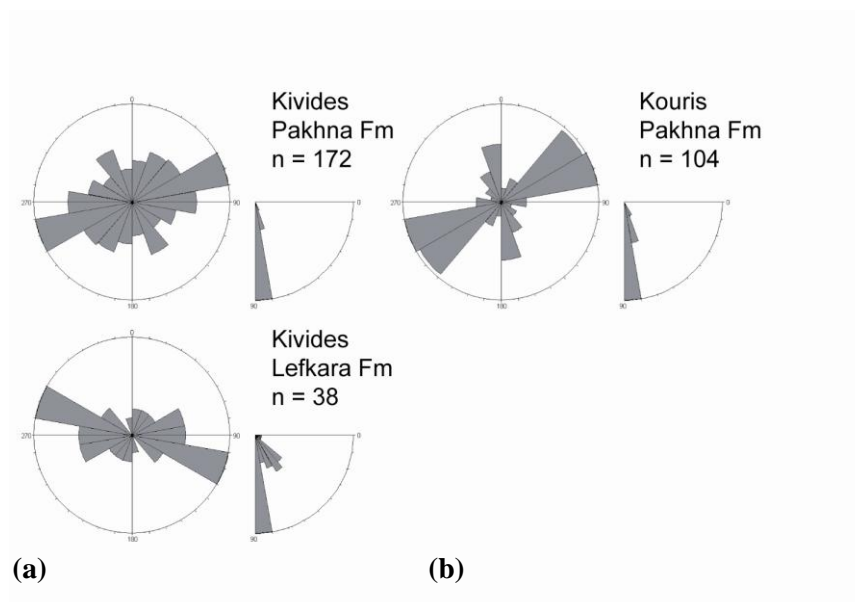 0
Kivides
Pakhna Fm
n = 172
270
90
0
180
90
0
Kouris
Pakhna Fm
n = 104
270
90
0
180
90
0
Kivides
Lefkara Fm
n = 38
270
90
0
180
90
(a)
(b)